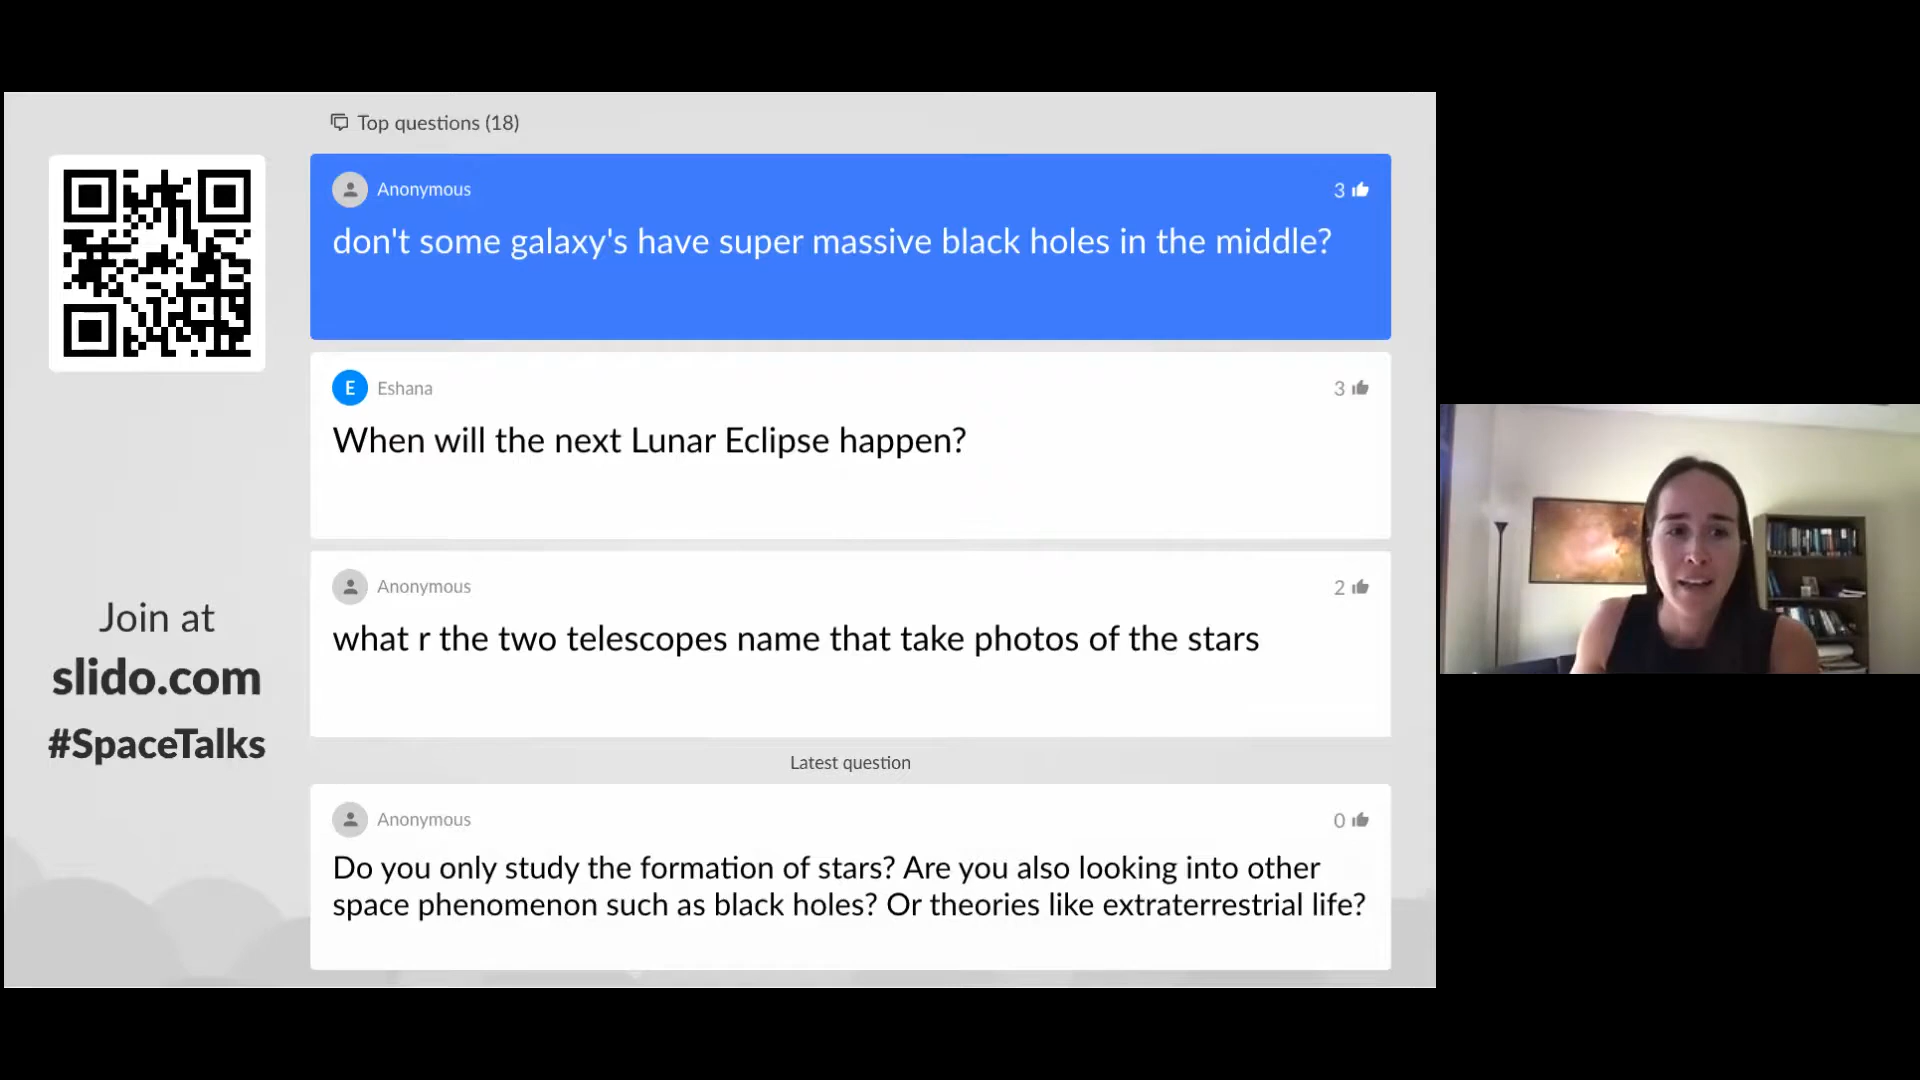 Top questions (18)
Anonymous
3
don't some galaxy's have super massive black holes in the middle?
E
Eshana
3
When will the next Lunar Eclipse happen?
Anonymous
2
what r the two telescopes name that take photos of the stars
Join at
slido.com
#SpaceTalks
Latest question
Anonymous
0
Do you only study the formation of stars? Are you also looking into other
space phenomenon such as black holes? Or theories like extraterrestrial life?